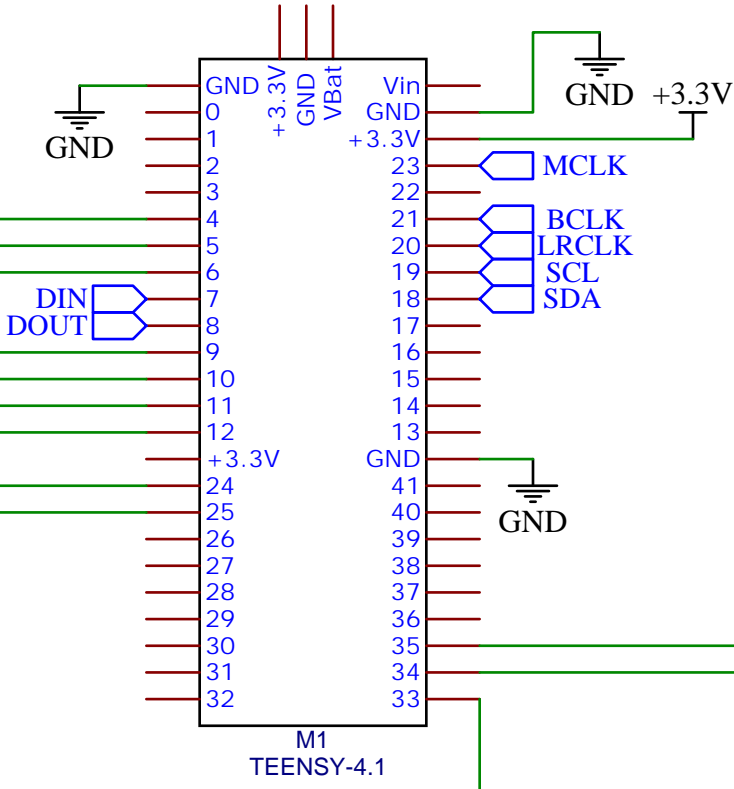 +3.3V
GND
VBat
GND Vin
0 GND
1 +3.3V
2 23
3 22
4 21
5 20
6 19
7 18
8 17
9 16
10 15
11 14
12 13
+3.3V GND
24 41
25 40
26 39
27 38
28 37
29 36
30 35
31 34
32 33
GND
GND
+3.3V
MCLK
BCLK
LRCLK
SCL
SDA
DIN
DOUT
GND
M1
TEENSY-4.1